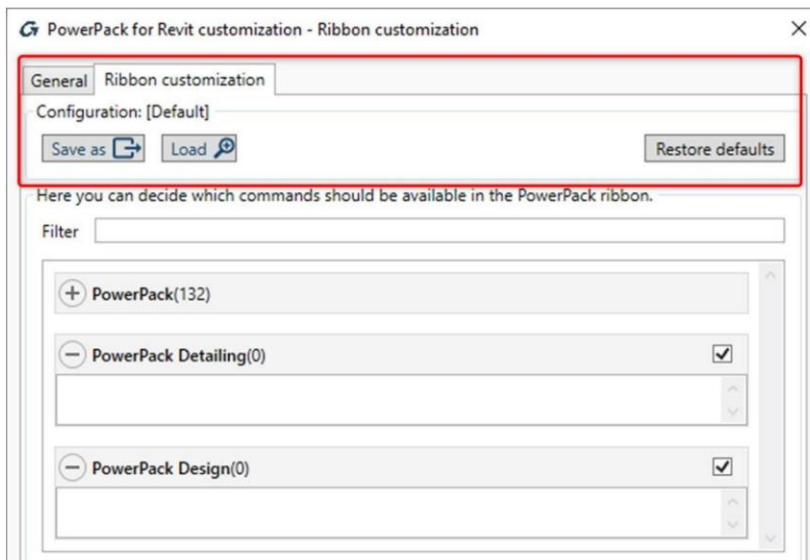 PowerPack for Revit customization - Ribbon customization
General Ribbon customization
Configuration: [Default]
Save as Load Restore defaults
Here you can decide which commands should be available in the PowerPack ribbon.
Filter
PowerPack(132)
PowerPack Detailing(0)
PowerPack Design(0)